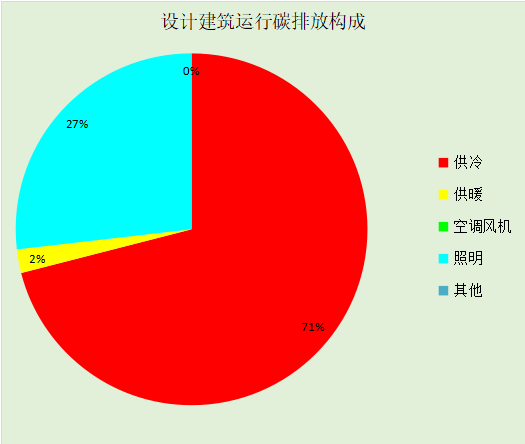 设计建筑运行碳排放构成
0%
27%
2%
71%
供冷
供暖
空调风机
照明
其他